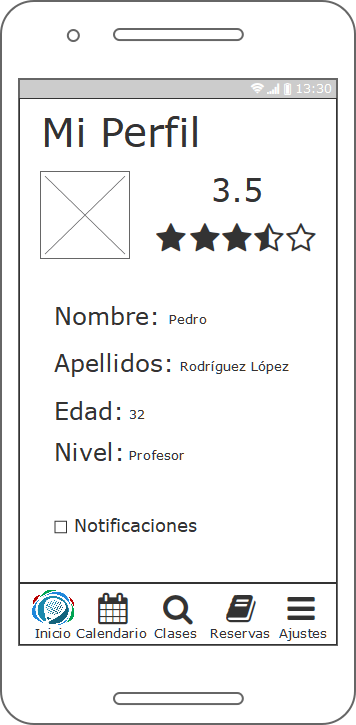 13:30
Mi Perfil
3.5
Nombre: Pedro
Apellidos: Rodríguez López
Edad: 32
Nivel: Profesor
Notificaciones
Inicio Calendario Clases Reservas Ajustes